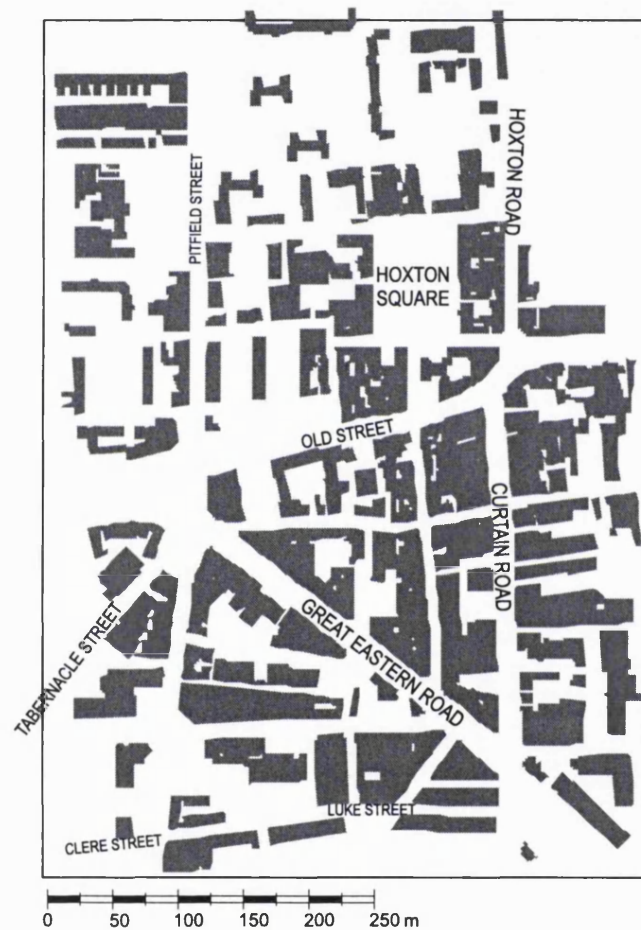 HOXTON ROAD
PITFIELD STREET
HOXTON
SQUARE
OLD STREET
CURTAIN ROAD
GREAT EASTERN ROAD
TABERNACLE STREET
LUKE STREET
CLERE STREET
0 50 100 150 200 250 m